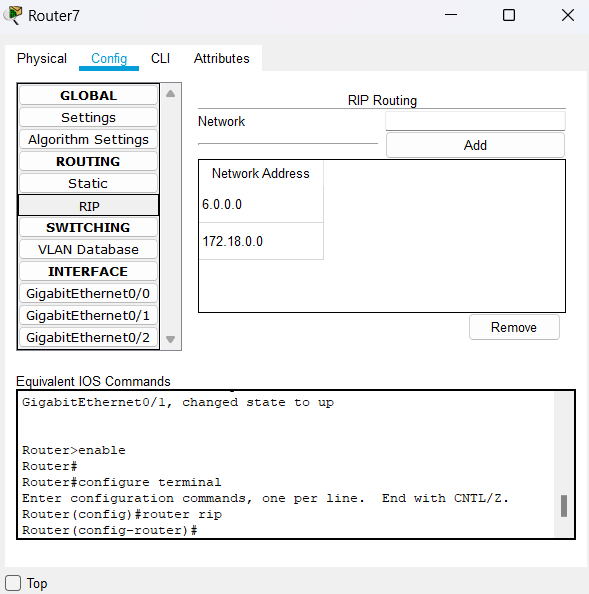 Router7
Physical Config CLI Attributes
GLOBAL
Settings
Algorithm Settings
ROUTING
Static
RIP
SWITCHING
VLAN Database
INTERFACE
GigabitEthernet0/0
GigabitEthernet0/1
GigabitEthernet0/2
RIP Routing
Network
Add
Network Address
6.0.0.0
172.18.0.0
Remove
Equivalent IOS Commands
GigabitEthernet0/1, changed state to up
Router>enable
Router#
Router#configure terminal
Enter configuration commands, one per line.  End with CNTL/Z.
Router(config)#router rip
Router(config-router)#
Top